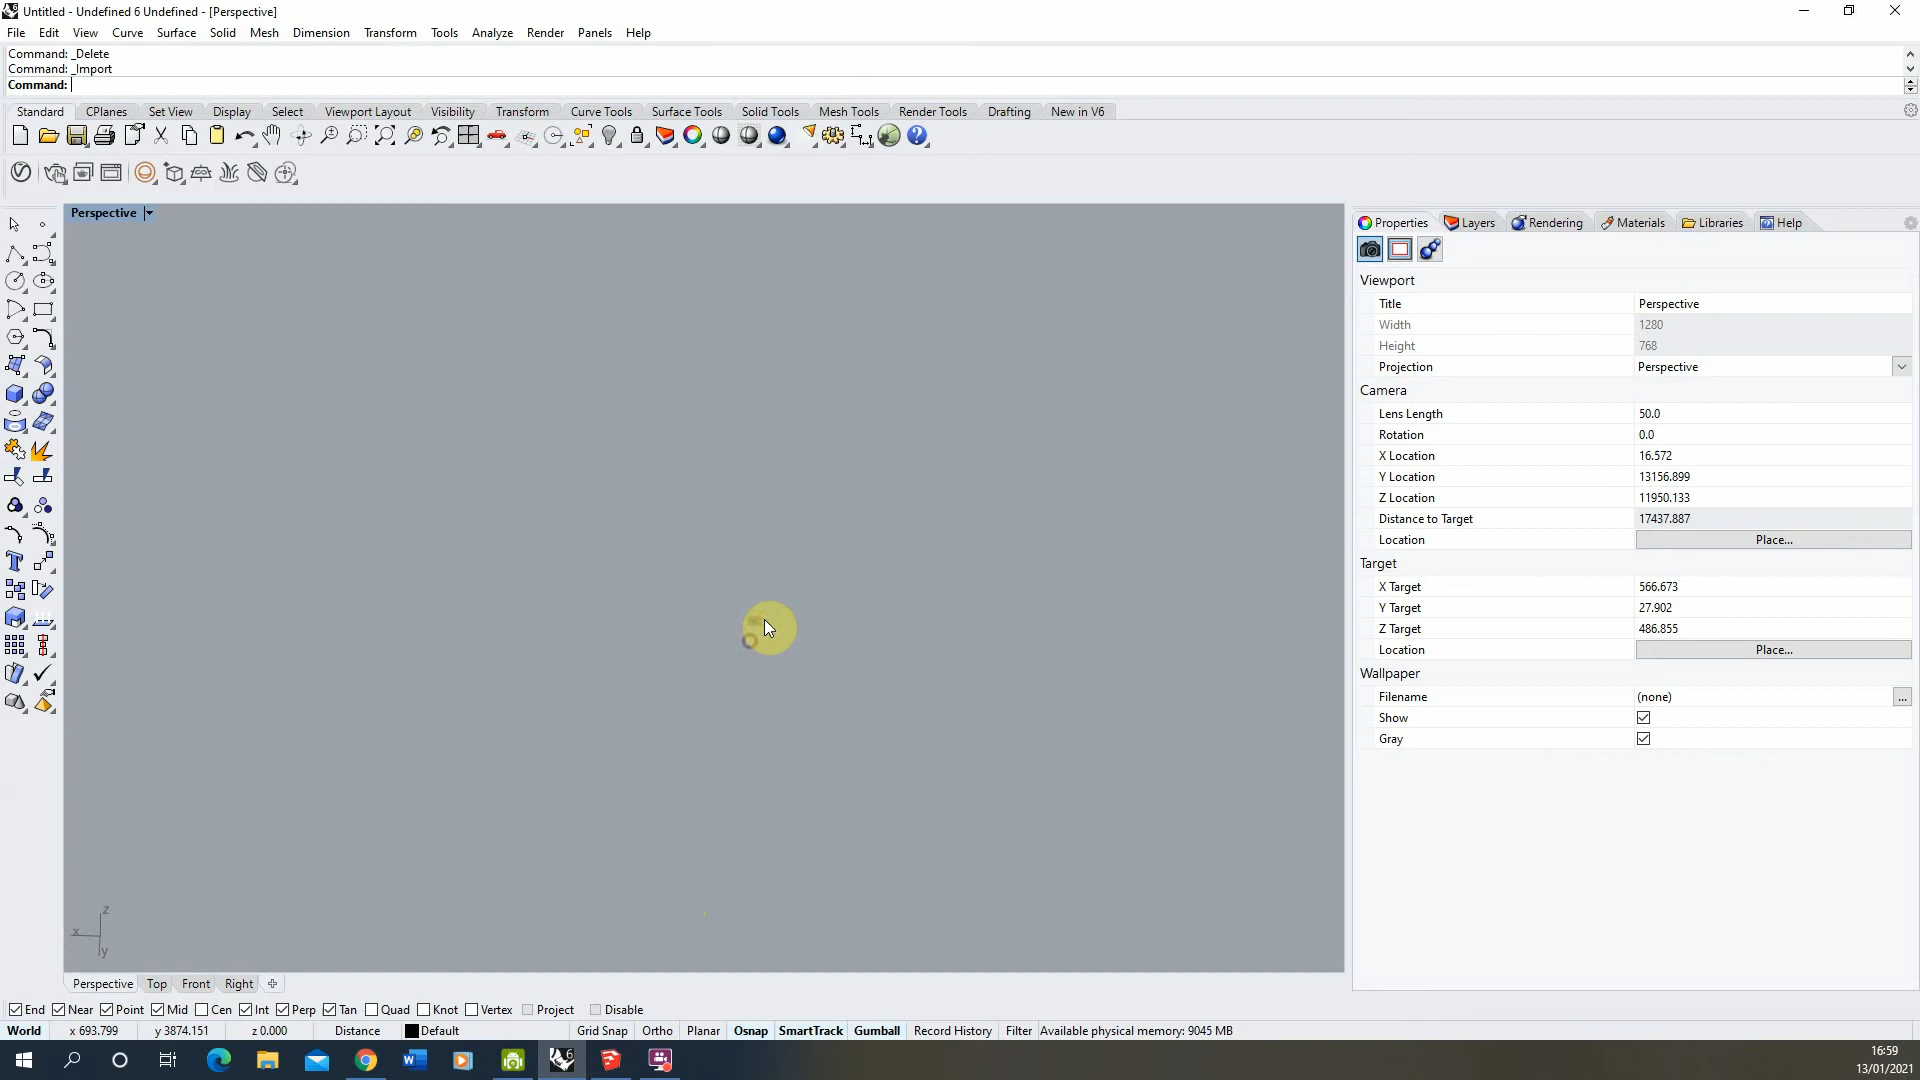 Untitled - Undefined 6 Undefined - [Perspective]
File Edit View Curve Surface Solid Mesh Dimension Transform Tools Analyze Render Panels Help
Command: _Delete
Command: _Import
Command:
Standard CPlanes Set View Display Select Viewport Layout Visibility Transform Curve Tools Surface Tools Solid Tools Mesh Tools Render Tools Drafting New in V6
Perspective
Properties Layers Rendering Materials Libraries Help
Viewport
Title Perspective
Width 1280
Height 768
Projection Perspective
Camera
Lens Length 50.0
Rotation 0.0
X Location 16.572
Y Location 13156.899
Z Location 11950.133
Distance to Target 17437.887
Location Place...
Target
X Target 566.673
Y Target 27.902
Z Target 486.855
Location Place...
Wallpaper
Filename (none) ...
Show
Gray
z
x
y
Perspective Top Front Right
End Near Point Mid Cen Int Perp Tan Quad Knot Vertex Project Disable
World x 693.799 y 3874.151 z 0.000 Distance Default Grid Snap Ortho Planar Osnap SmartTrack Gumball Record History Filter Available physical memory: 9045 MB
16:59
13/01/2021